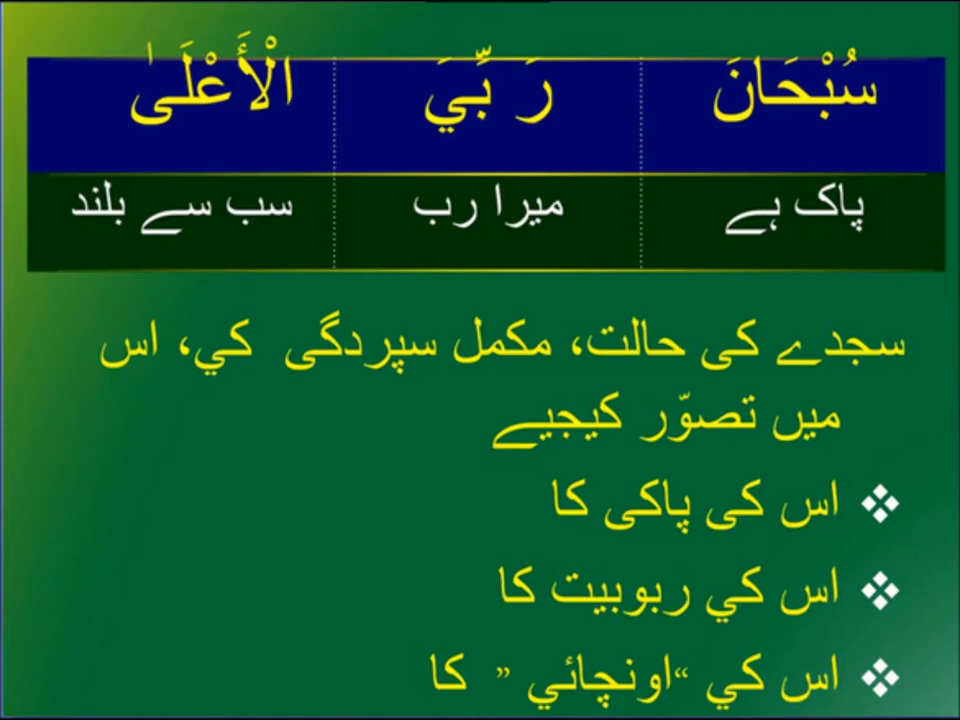 سُبْحَانَ رَبِّيَ الْأَعْلَىٰ
پاک ہے میرا رب سب سے بلند
سجدے کی حالت، مکمل سپردگی کي، اس
میں تصوّر کیجیے
❖ اس کی پاکی کا
❖ اس کي ربوبیت کا
❖ اس کي “اونچائي ” کا